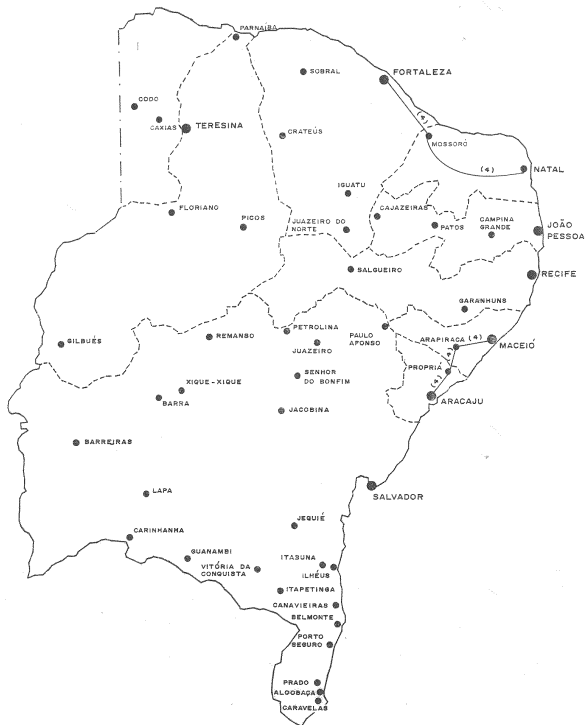 PARNAÍBA
SOBRAL
FORTALEZA
CODO
CAXIAS
TERESINA
(4)
CRATEÚS
MOSSORÓ
(4)
NATAL
IGUATU
FLORIANO
CAJAZEIRAS
PICOS
JUAZEIRO DO
NORTE
PATOS
CAMPINA
GRANDE
JOÃO
PESSOA
SALGUEIRO
RECIFE
GARANHUNS
PETROLINA
PAULO
AFONSO
GILBUÉS
REMANSO
JUAZEIRO
ARAPIRACA
(4)
MACEIÓ
(4)
PROPRIA
SENHOR
DO BONFIM
XIQUE-XIQUE
BARRA
(4)
ARACAJU
JACOBINA
BARREIRAS
LAPA
SALVADOR
JEQUIÉ
CARINHANHA
GUANAMBI
VITÓRIA DA
CONQUISTA
ITABUNA
ILHÉUS
ITAPETINGA
CANAVIEIRAS
BELMONTE
PORTO
SEGURO
PRADO
ALCOBAÇA
CARAVELAS